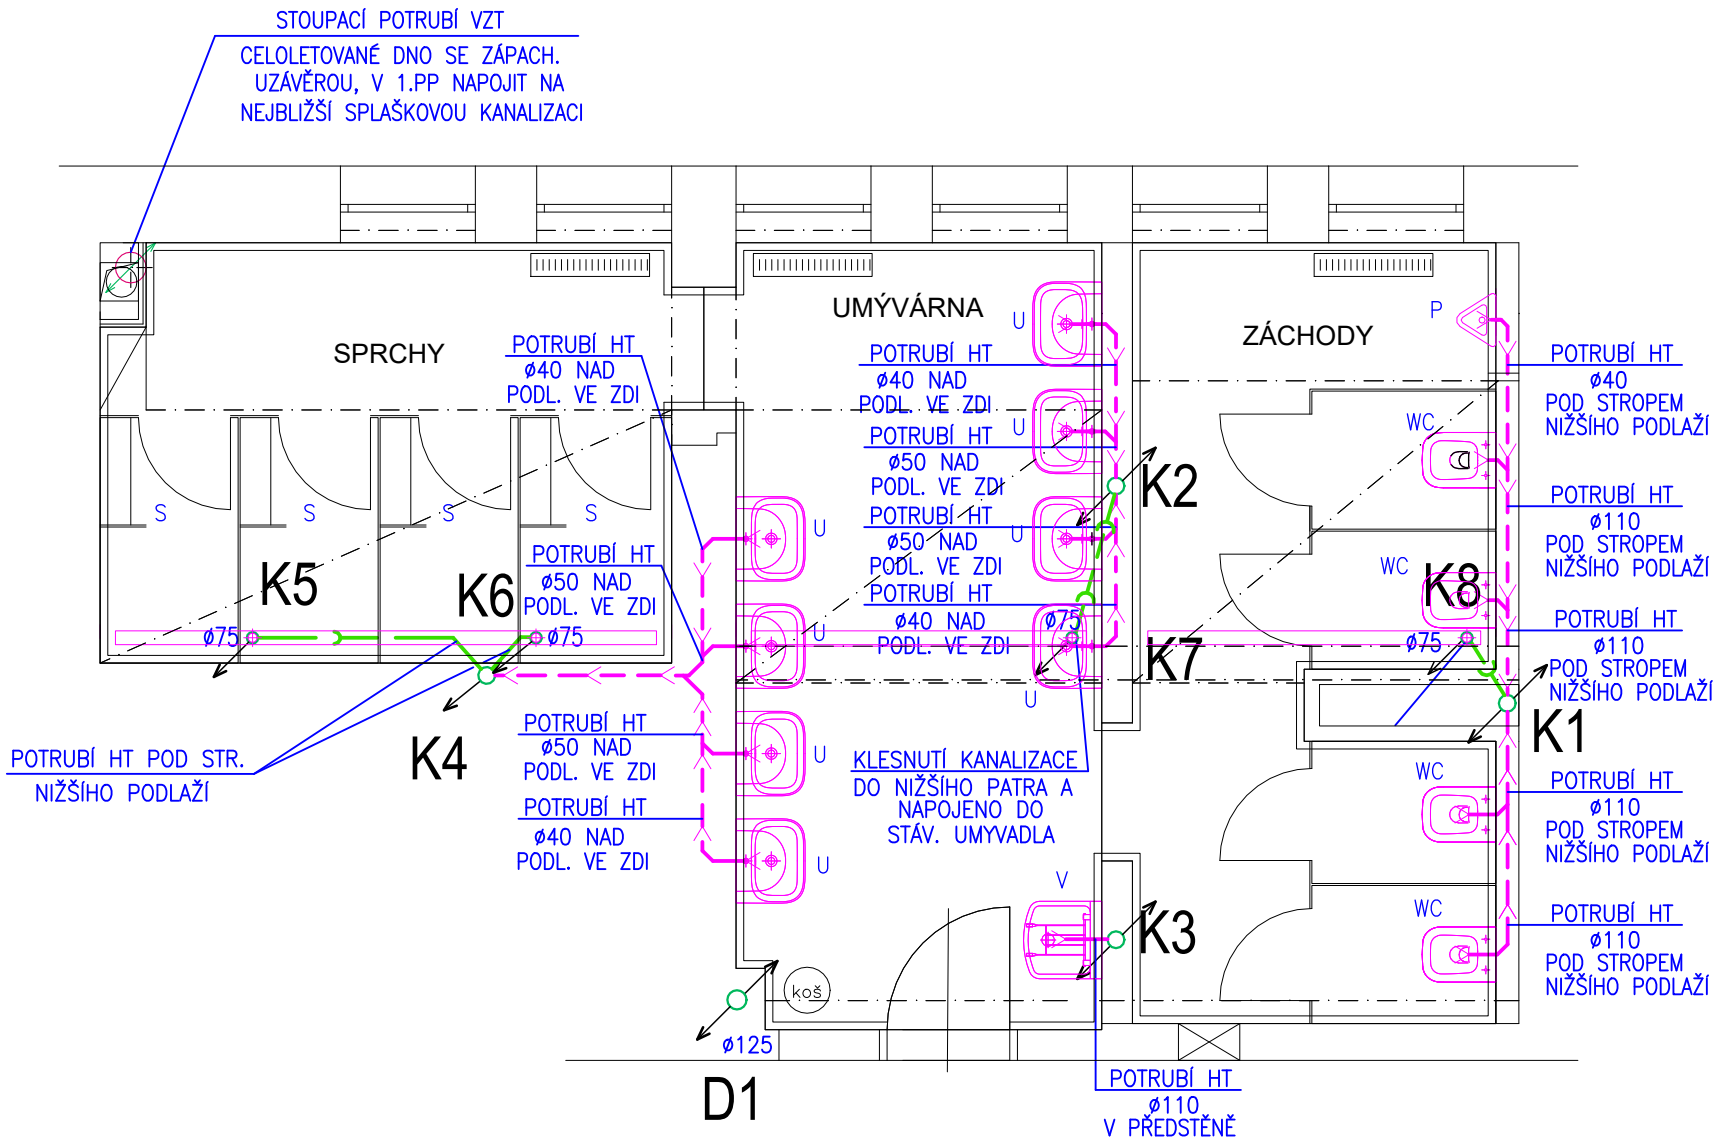 STOUPACÍ POTRUBÍ VZT
CELOLETOVANÉ DNO SE ZÁPACH.
UZÁVĚROU, V 1.PP NAPOJIT NA
NEJBLIŽŠÍ SPLAŠKOVOU KANALIZACI
SPRCHY
UMÝVÁRNA
ZÁCHODY
POTRUBÍ HT
ø40 NAD
PODL. VE ZDI
POTRUBÍ HT
ø50 NAD
PODL. VE ZDI
S
S
S
S
K5
K6
ø75
ø75
K4
POTRUBÍ HT POD STR.
NIŽŠÍHO PODLAŽÍ
POTRUBÍ HT
ø50 NAD
PODL. VE ZDI
POTRUBÍ HT
ø40 NAD
PODL. VE ZDI
U
U
U
U
U
POTRUBÍ HT
ø40 NAD
PODL. VE ZDI
U
POTRUBÍ HT
ø50 NAD
PODL. VE ZDI
POTRUBÍ HT
ø50 NAD
U
PODL. VE ZDI
POTRUBÍ HT
ø40 NAD
PODL. VE ZDI
ø75
U
K2
K7
KLESNUTÍ KANALIZACE
DO NIŽŠÍHO PATRA A
NAPOJENO DO
STÁV. UMYVADLA
V
K3
koš
ø125
D1
POTRUBÍ HT
ø110
V PŘEDSTĚNĚ
P
WC
WC
K8
ø75
K1
WC
WC
POTRUBÍ HT
ø40
POD STROPEM
NIŽŠÍHO PODLAŽÍ
POTRUBÍ HT
ø110
POD STROPEM
NIŽŠÍHO PODLAŽÍ
POTRUBÍ HT
ø110
POD STROPEM
NIŽŠÍHO PODLAŽÍ
POTRUBÍ HT
ø110
POD STROPEM
NIŽŠÍHO PODLAŽÍ
POTRUBÍ HT
ø110
POD STROPEM
NIŽŠÍHO PODLAŽÍ